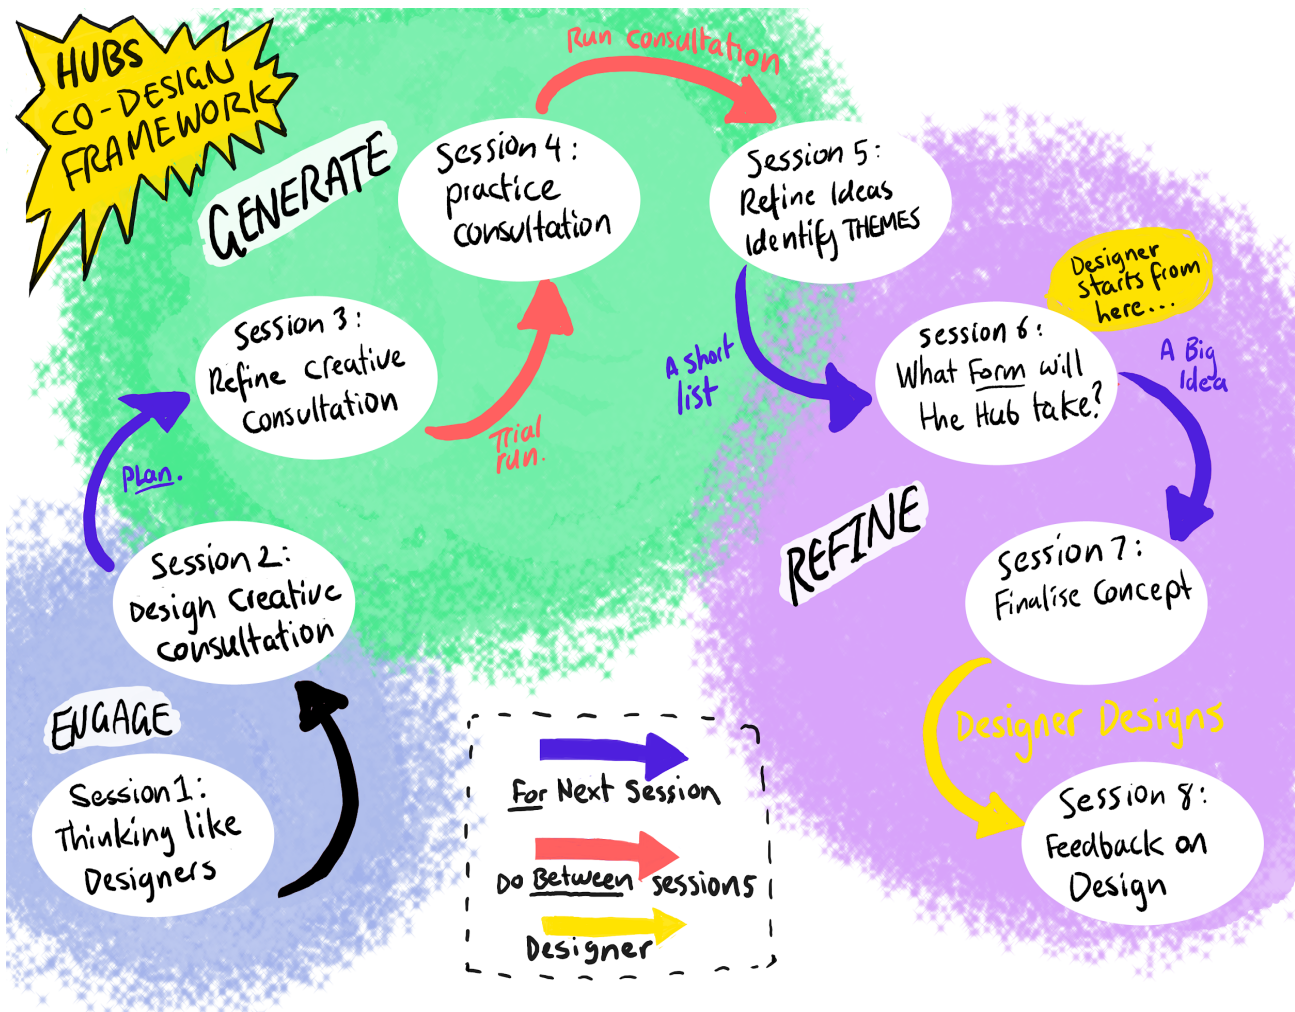 HUBS
CO-DESIGN
FRAMEWORK
GENERATE
Run Consultation
Session 4:
practice
consultation
Session 5:
Refine Ideas
Identify THEMES
Designer
starts from
here...
Session 3:
Refine Creative
Consultation
Trial
run.
A short
list
session 6:
What Form will
the Hub take?
A Big
Idea
Plan.
REFINE
Session 2:
Design Creative
Consultation
Session 7:
Finalise Concept
ENGAGE
Session 1:
Thinking like
Designers
Designer Designs
Session 8:
Feedback on
Design
For Next Session
Do Between sessions
Designer